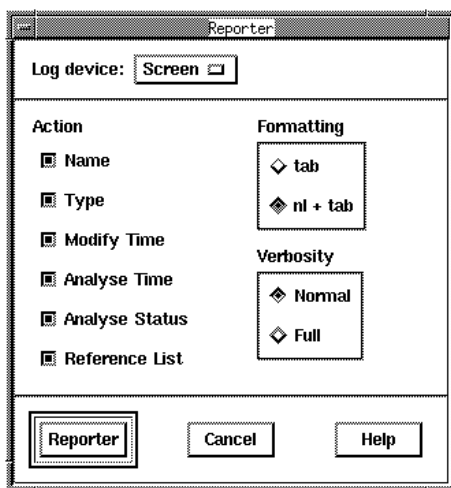 Reporter
Log device: Screen
Action
Name
Type
Modify Time
Analyse Time
Analyse Status
Reference List
Formatting
tab
nl + tab
Verbosity
Normal
Full
Reporter Cancel Help